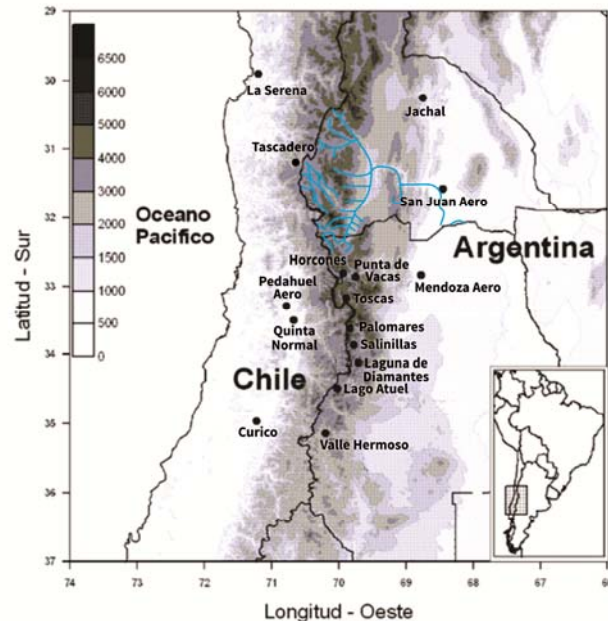 29
6500
6000
5000
4000
3000
2000
1000
500
0
30
31
32
33
34
35
36
37
Latitud - Sur
La Serena
Jachal
Tascadero
San Juan Aero
Oceano
Pacifico
Argentina
Horcones
Punta de
Vacas
Mendoza Aero
Pedahuel
Aero
Toscas
Quinta
Normal
Palomares
Salinillas
Chile
Laguna de
Diamantes
Lago Atuel
Curico
Valle Hermoso
74
73
72
71
70
69
68
67
66
Longitud - Oeste